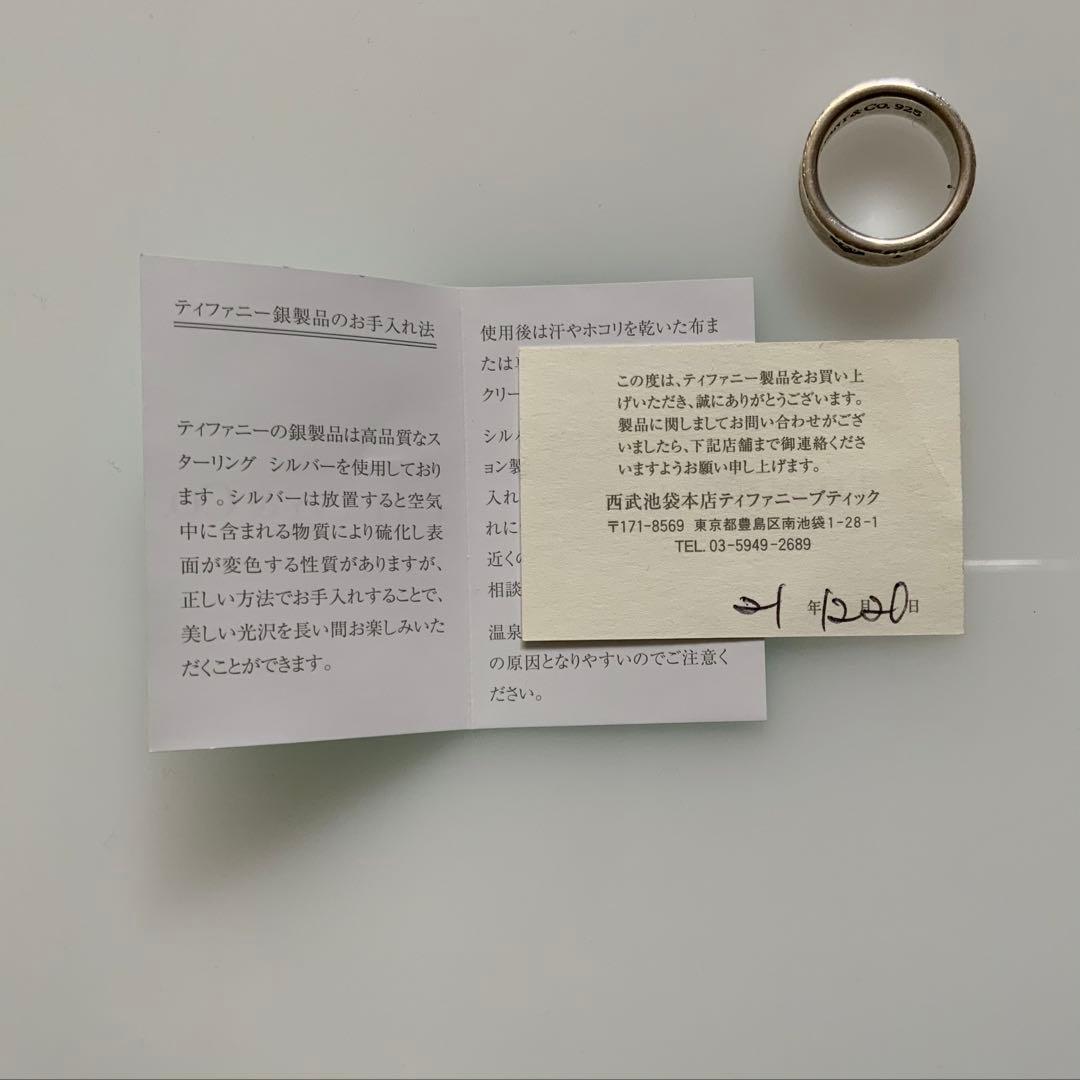 & Co. 925
ティファニー銀製品のお手入れ法
ティファニーの銀製品は高品質なス
ターリング シルバーを使用しており
ます。シルバーは放置すると空気
中に含まれる物質により硫化し表
面が変色する性質がありますが、
正しい方法でお手入れすることで、
美しい光沢を長い間お楽しみいた
だくことができます。
使用後は汗やホコリを乾いた布ま
たは
クリー
シル
ョン製
入れ
れに
近くの
相談
温泉
の原因となりやすいのでご注意く
ださい。
この度は、ティファニー製品をお買い上
げいただき、誠にありがとうございます。
製品に関しましてお問い合わせがござ
いましたら、下記店舗まで御連絡くださ
いますようお願い申し上げます。
西武池袋本店ティファニーブティック
〒171-8569 東京都豊島区南池袋1-28-1
TEL. 03-5949-2689
21年12月20日